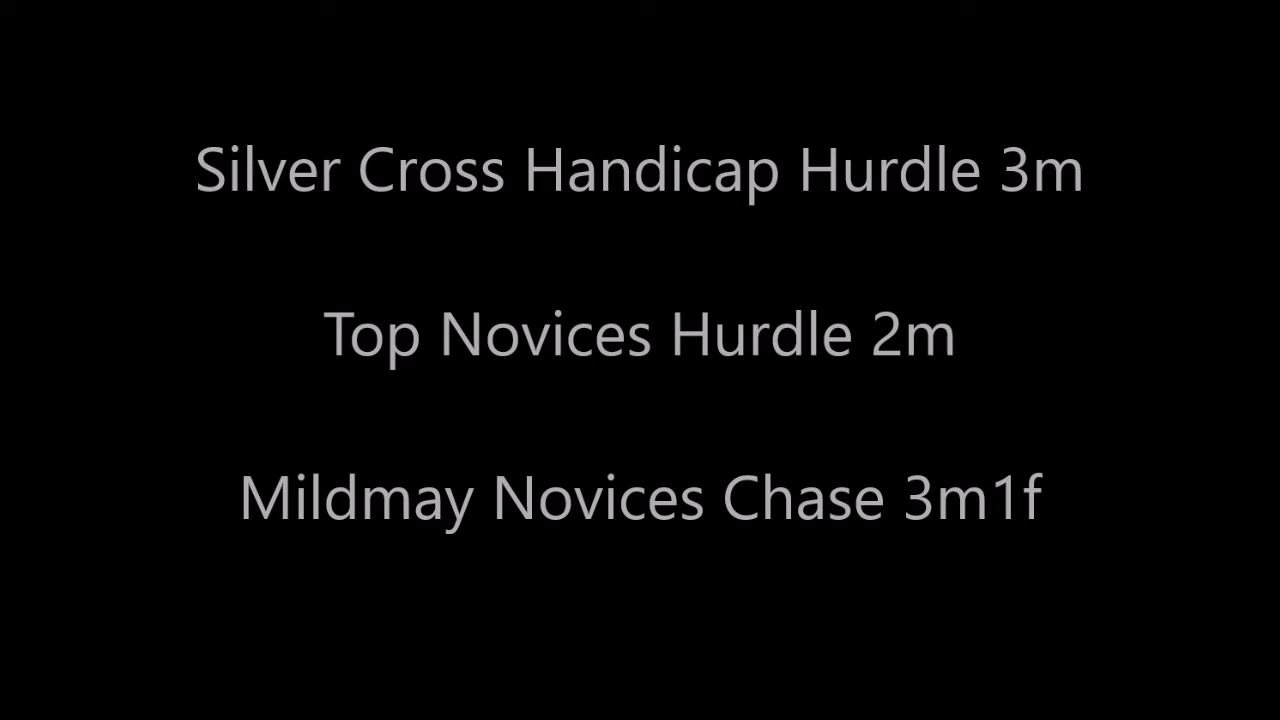 Silver Cross Handicap Hurdle 3m
Top Novices Hurdle 2m
Mildmay Novices Chase 3m1f